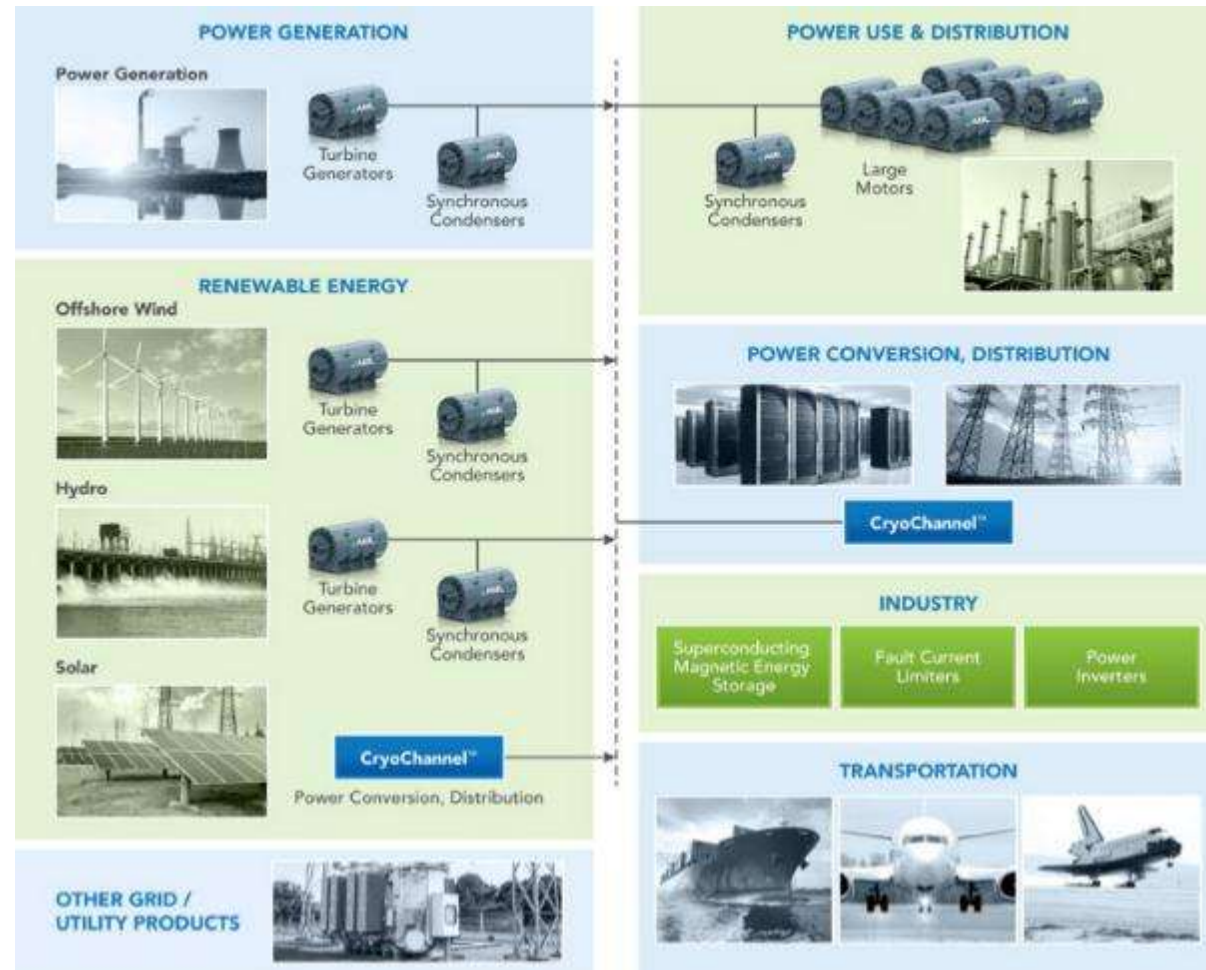 POWER GENERATION
Power Generation
Turbine
Generators
Synchronous
Condensers
RENEWABLE ENERGY
Offshore Wind
Turbine
Generators
Synchronous
Condensers
Hydro
Turbine
Generators
Synchronous
Condensers
Solar
CryoChannel™
Power Conversion, Distribution
OTHER GRID /
UTILITY PRODUCTS
POWER USE & DISTRIBUTION
Synchronous
Condensers
Large
Motors
POWER CONVERSION, DISTRIBUTION
CryoChannel™
INDUSTRY
Superconducting
Magnetic Energy
Storage
Fault Current
Limiters
Power
Inverters
TRANSPORTATION